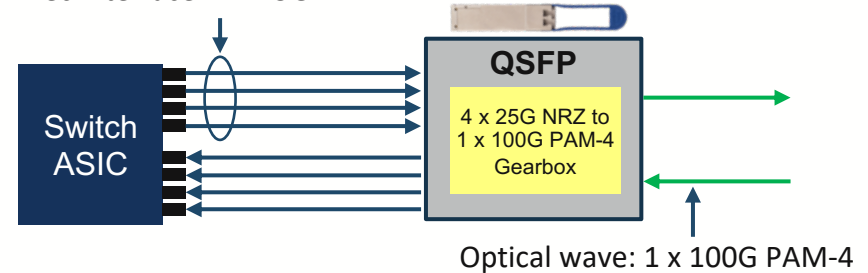 QSFP
Switch
ASIC
4 x 25G NRZ to
1 x 100G PAM-4
Gearbox
Optical wave: 1 x 100G PAM-4